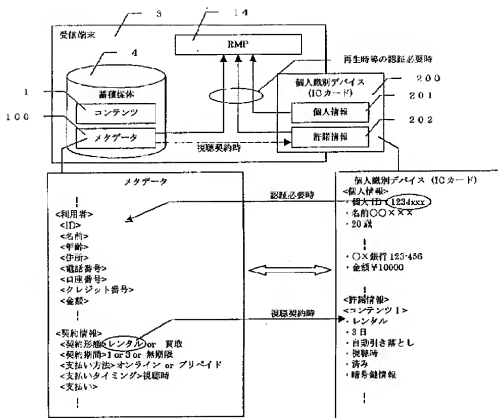 3
14
受信端末
4
RMP
再生時等の認証必要時
蓄積媒体
個人識別デバイス
(ICカード)
200
1
コンテンツ
個人情報
201
100
メタデータ
許諾情報
202
視聴契約時
メタデータ
個人識別デバイス (ICカード)
<個人情報>
認証必要時
・個人ID 1234xxx
・名前○○×××
・20歳
<利用者>
<ID>
<名前>
<年齢>
<住所>
<電話番号>
<口座番号>
<クレジット番号>
<金額>
・○×銀行 123-456
・金額¥10000
<契約情報>
視聴契約時
<契約形態>レンタル or 買取
<契約期間>1 or 3 or 無期限
<支払い方法>オンライン or プリペイド
<支払いタイミング>視聴時
<支払い>
<許諾情報>
<コンテンツ1>
・レンタル
・3日
・自動引き落とし
・視聴時
・済み
・暗号鍵情報